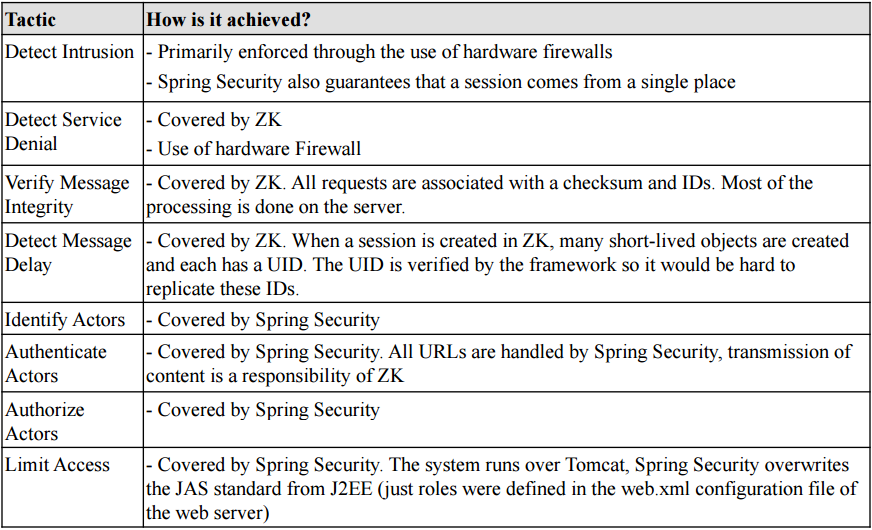 Tactic How is it achieved?
Detect Intrusion - Primarily enforced through the use of hardware firewalls
- Spring Security also guarantees that a session comes from a single place
Detect Service Denial - Covered by ZK
- Use of hardware Firewall
Verify Message Integrity - Covered by ZK. All requests are associated with a checksum and IDs. Most of the
processing is done on the server.
Detect Message Delay - Covered by ZK. When a session is created in ZK, many short-lived objects are created
and each has a UID. The UID is verified by the framework so it would be hard to
replicate these IDs.
Identify Actors - Covered by Spring Security
Authenticate Actors - Covered by Spring Security. All URLs are handled by Spring Security, transmission of
content is a responsibility of ZK
Authorize Actors - Covered by Spring Security
Limit Access - Covered by Spring Security. The system runs over Tomcat, Spring Security overwrites
the JAS standard from J2EE (just roles were defined in the web.xml configuration file of
the web server)